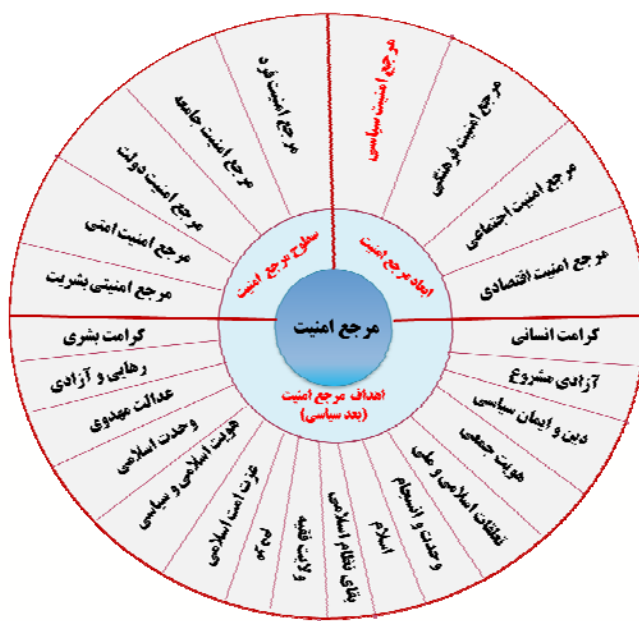 مرجع امنیت
ابعاد مرجع امنیت
مرجع امنیت سیاسی
مرجع امنیت فرهنگی
مرجع امنیت اجتماعی
مرجع امنیت اقتصادی
سطوح مرجع امنیت
مرجع امنیت فرد
مرجع امنیت جامعه
مرجع امنیت دولت
مرجع امنیت امتی
مرجع امنیتی بشریت
اهداف مرجع امنیت
(بعد سیاسی)
کرامت انسانی
آزادی مشروع
دین و ایمان سیاسی
هویت جمعی
تعلقات اسلامی و ملی
وحدت و انسجام
اسلام
بقای نظام اسلامی
ولایت فقیه
مردم
عزت امت اسلامی
هویت اسلامی و سیاسی
وحدت اسلامی
عدالت مهدوی
رهایی و آزادی
کرامت بشری